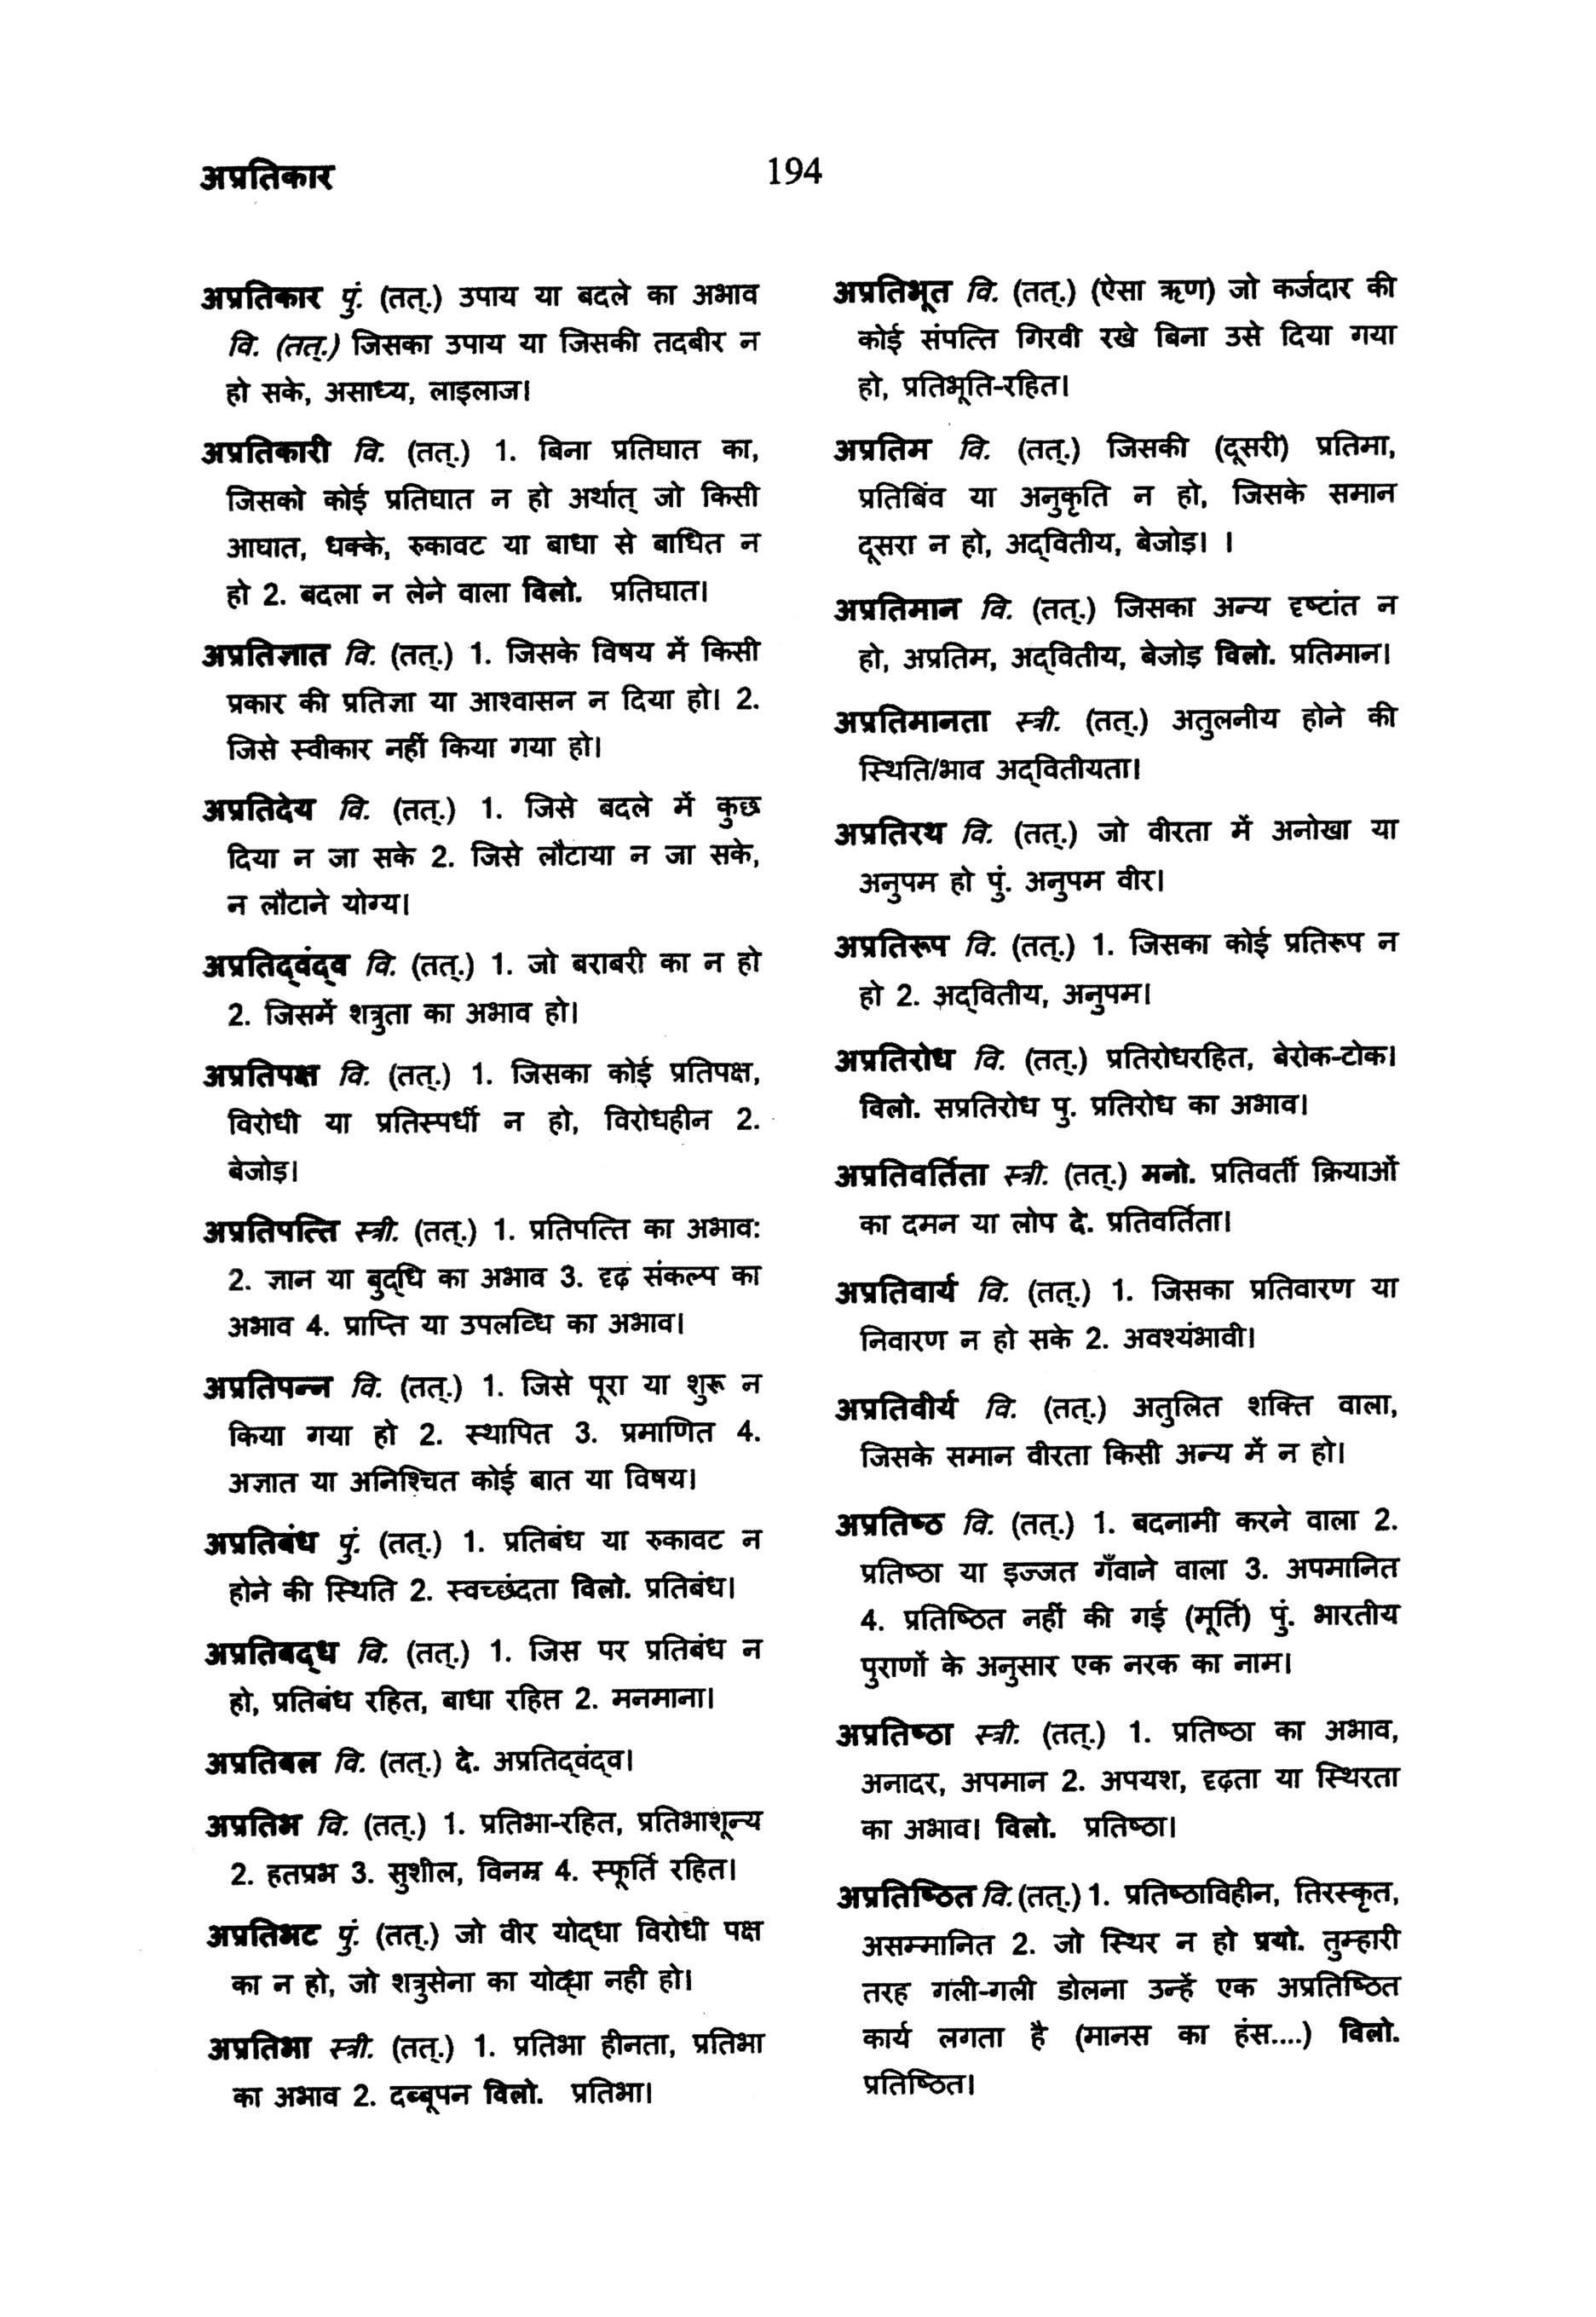 अप्रतिकार
194
अप्रतिकार पुं. (तत्.) उपाय या बदले का अभाव
वि. (तत्.) जिसका उपाय या जिसकी तदबीर न
हो सके, असाध्य, लाइलाज।
अप्रतिकारी वि. (तत्.) 1. बिना प्रतिघात का,
जिसको कोई प्रतिघात न हो अर्थात् जो किसी
आघात, धक्के, रुकावट या बाधा से बाधित न
हो 2. बदला न लेने वाला विलो. प्रतिघात।
अप्रतिज्ञात वि. (तत्.) 1. जिसके विषय में किसी
प्रकार की प्रतिज्ञा या आश्वासन न दिया हो। 2.
जिसे स्वीकार नहीं किया गया हो।
अप्रतिदेय वि. (तत्.) 1. जिसे बदले में कुछ
दिया न जा सके 2. जिसे लौटाया न जा सके,
न लौटाने योग्य।
अप्रतिद्‌वंद्‌व वि. (तत्.) 1. जो बराबरी का न हो
2. जिसमें शत्रुता का अभाव हो।
अप्रतिपक्ष वि. (तत्.) 1. जिसका कोई प्रतिपक्ष,
विरोधी या प्रतिस्पर्धी न हो, विरोधहीन 2.
बेजोड़।
अप्रतिपत्ति स्त्री. (तत्.) 1. प्रतिपत्ति का अभाव:
2. ज्ञान या बुद्‌धि का अभाव 3. दृढ़ संकल्प का
अभाव 4. प्राप्ति या उपलब्धि का अभाव।
अप्रतिपन्न वि. (तत्.) 1. जिसे पूरा या शुरू न
किया गया हो 2. स्थापित 3. प्रमाणित 4.
अज्ञात या अनिश्चित कोई बात या विषय।
अप्रतिबंध पुं. (तत्.) 1. प्रतिबंध या रुकावट न
होने की स्थिति 2. स्वच्छंदता विलो. प्रतिबंध।
अप्रतिबद्‌ध वि. (तत्.) 1. जिस पर प्रतिबंध न
हो, प्रतिबंध रहित, बाधा रहित 2. मनमाना।
अप्रतिबल वि. (तत्.) दे. अप्रतिद्‌वंद्‌व।
अप्रतिभ वि. (तत्.) 1. प्रतिभा-रहित, प्रतिभाशून्य
2. हतप्रभ 3. सुशील, विनम्र 4. स्फूर्ति रहित।
अप्रतिभट पुं. (तत्.) जो वीर योद्‌धा विरोधी पक्ष
का न हो, जो शत्रुसेना का योद्धा नही हो।
अप्रतिभा स्त्री. (तत्.) 1. प्रतिभा हीनता, प्रतिभा
का अभाव 2. दब्बूपन विलो. प्रतिभा।
अप्रतिभूत वि. (तत्.) (ऐसा ऋण) जो कर्जदार की
कोई संपत्ति गिरवी रखे बिना उसे दिया गया
हो, प्रतिभूति-रहित।
अप्रतिम वि. (तत्.) जिसकी (दूसरी) प्रतिमा,
प्रतिबिंव या अनुकृति न हो, जिसके समान
दूसरा न हो, अद्‌वितीय, बेजोड़। ।
अप्रतिमान वि. (तत्.) जिसका अन्य दृष्टांत न
हो, अप्रतिम, अद्‌वितीय, बेजोड़ विलो. प्रतिमान।
अप्रतिमानता स्त्री. (तत्.) अतुलनीय होने की
स्थिति/भाव अद्‌वितीयता।
अप्रतिरथ वि. (तत्.) जो वीरता में अनोखा या
अनुपम हो पुं. अनुपम वीर।
अप्रतिरूप वि. (तत्.) 1. जिसका कोई प्रतिरूप न
हो 2. अद्‌वितीय, अनुपम।
अप्रतिरोध वि. (तत्.) प्रतिरोधरहित, बेरोक-टोक।
विलो. सप्रतिरोध पु. प्रतिरोध का अभाव।
अप्रतिवर्तिता स्त्री. (तत्.) मनो. प्रतिवर्ती क्रियाओं
का दमन या लोप दे. प्रतिवर्तिता।
अप्रतिवार्य वि. (तत्.) 1. जिसका प्रतिवारण या
निवारण न हो सके 2. अवश्यंभावी।
अप्रतिवीर्य वि. (तत्.) अतुलित शक्ति वाला,
जिसके समान वीरता किसी अन्य में न हो।
अप्रतिष्ठ वि. (तत्.) 1. बदनामी करने वाला 2.
प्रतिष्ठा या इज्जत गँवाने वाला 3. अपमानित
4. प्रतिष्ठित नहीं की गई (मूर्ति) पुं. भारतीय
पुराणों के अनुसार एक नरक का नाम।
अप्रतिष्ठा स्त्री. (तत्.) 1. प्रतिष्ठा का अभाव,
अनादर, अपमान 2. अपयश, दृढ़ता या स्थिरता
का अभाव। विलो. प्रतिष्ठा।
अप्रतिष्ठित वि. (तत्.) 1. प्रतिष्ठाविहीन, तिरस्कृत,
असम्मानित 2. जो स्थिर न हो प्रयो. तुम्हारी
तरह गली-गली डोलना उन्हें एक अप्रतिष्ठित
कार्य लगता है (मानस का हंस....) विलो.
प्रतिष्ठित।